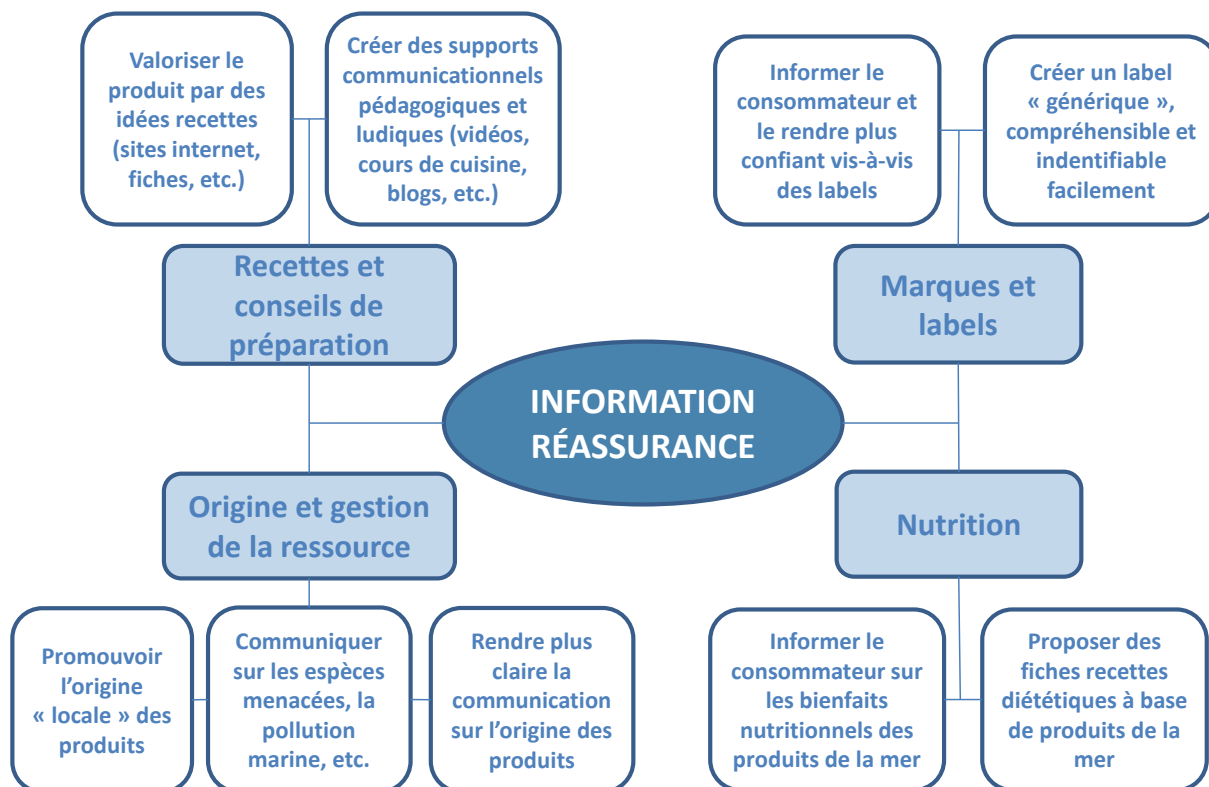 Valoriser le
produit par des
idées recettes
(sites internet,
fiches, etc.)
Créer des supports
communicationnels
pédagogiques et
ludiques (vidéos,
cours de cuisine,
blogs, etc.)
Informer le
consommateur et
le rendre plus
confiant vis-à-vis
des labels
Créer un label
« générique »,
compréhensible et
indentifiable
facilement
Recettes et
conseils de
préparation
Marques et
labels
INFORMATION
RÉASSURANCE
Origine et gestion
de la ressource
Nutrition
Promouvoir
l’origine
« locale » des
produits
Communiquer
sur les espèces
menacées, la
pollution
marine, etc.
Rendre plus
claire la
communication
sur l’origine des
produits
Informer le
consommateur sur
les bienfaits
nutritionnels des
produits de la mer
Proposer des
fiches recettes
diététiques à base
de produits de la
mer